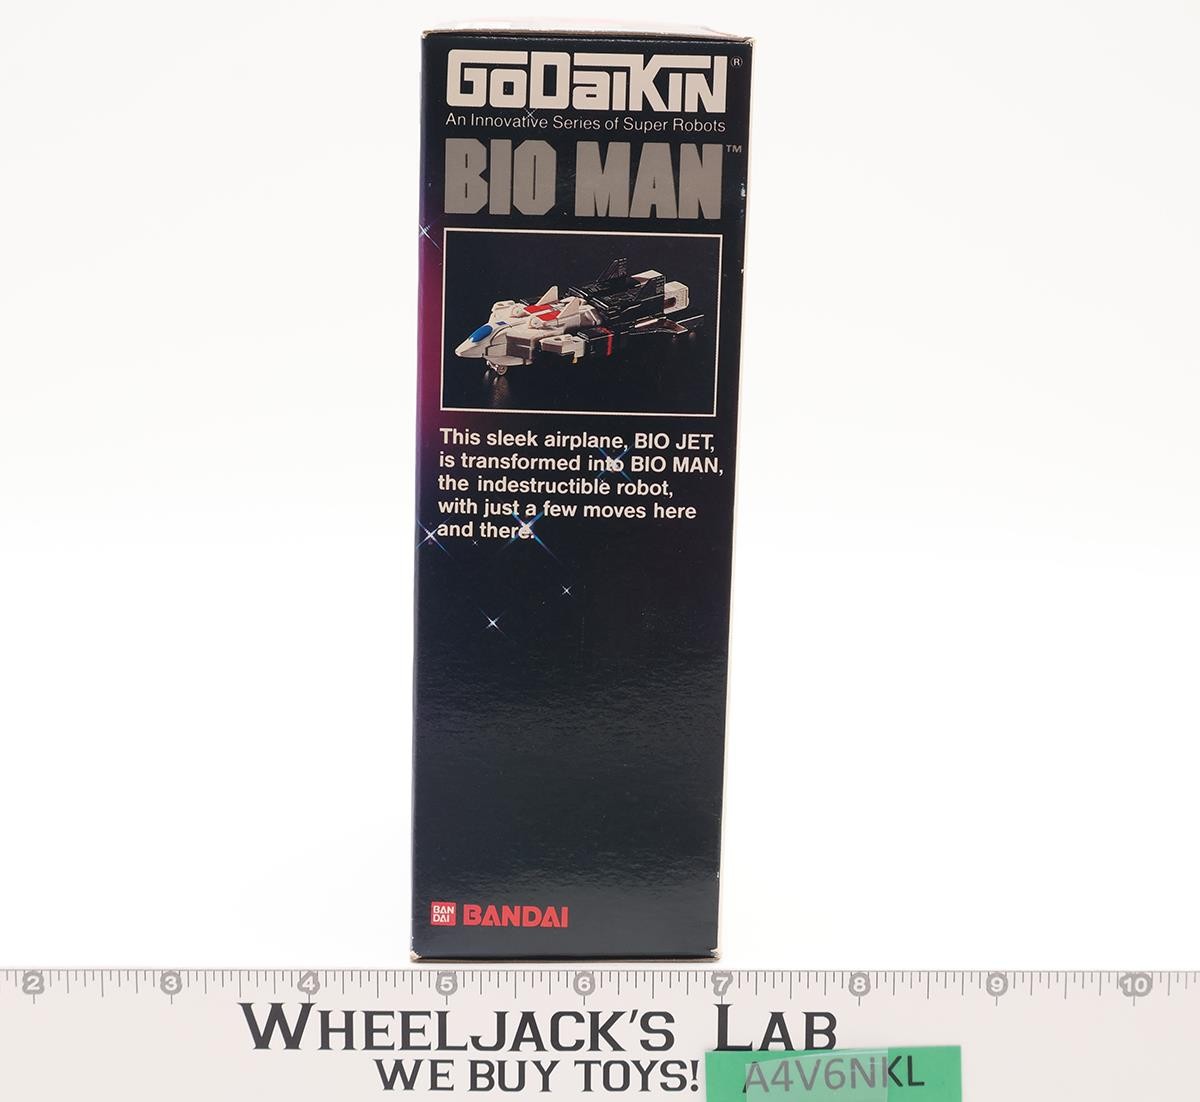 GoDaiKiN®
An Innovative Series of Super Robots
BIO MAN™
This sleek airplane, BIO JET,
is transformed into BIO MAN,
the indestructible robot,
with just a few moves here
and there.
BAN
DAI
BANDAI
2 3 4 5 6 7 8 9 10
WHEELJACK'S LAB
WE BUY TOYS!
A4V6NKL